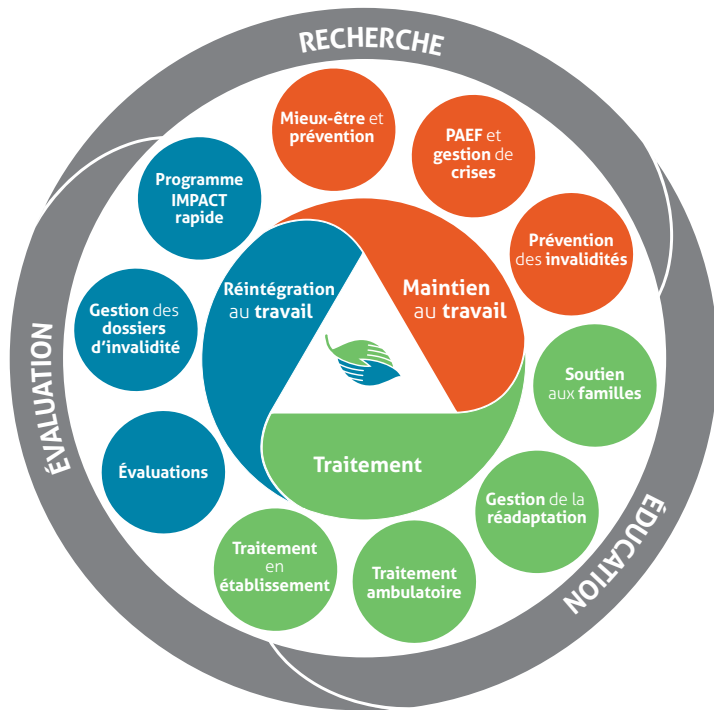 RECHERCHE
Mieux-être et
prévention
PAEF et
gestion de
crises
Prévention
des invalidités
Soutien
aux familles
Gestion de la
réadaptation
Traitement
ambulatoire
Traitement
en
établissement
Évaluations
Gestion des
dossiers
d'invalidité
Programme
IMPACT
rapide
Réintégration
au travail
Maintien
au travail
Traitement
ÉVALUATION
ÉDUCATION